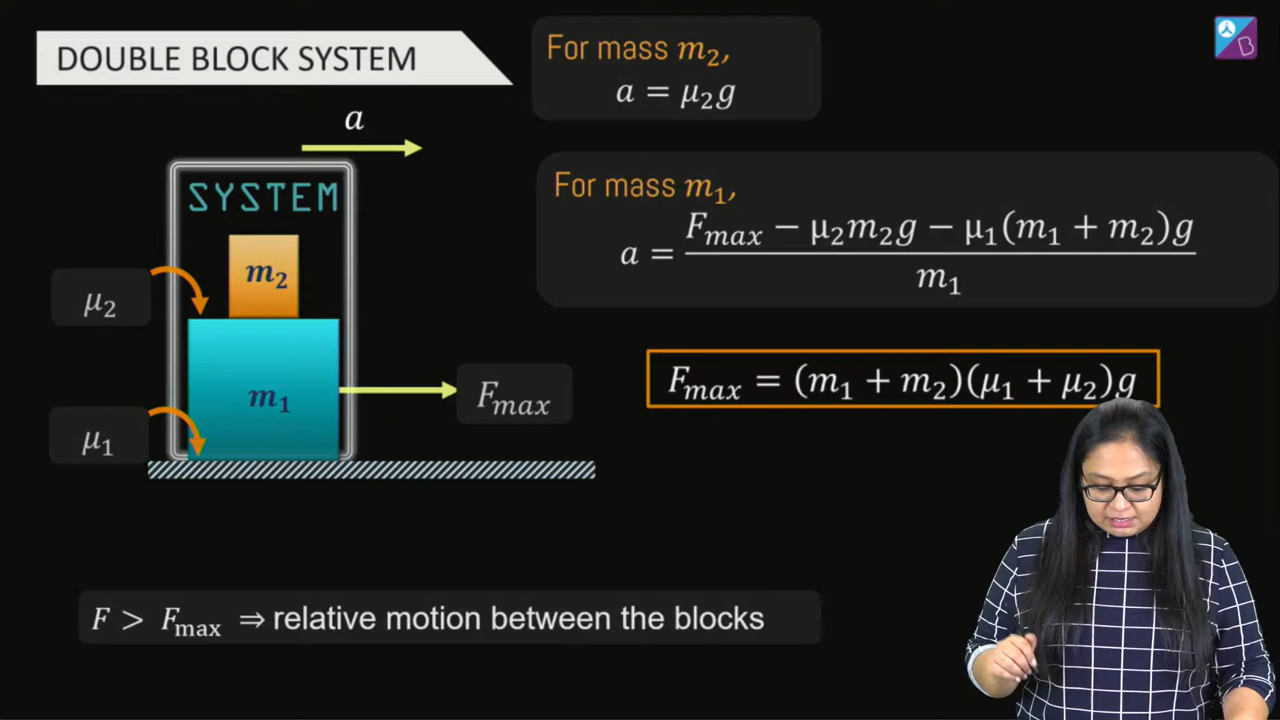 DOUBLE BLOCK SYSTEM
For mass m₂,
a = μ₂g
a
SYSTEM
m₂
μ₂
m₁
F_max
μ₁
For mass m₁,
a = (F_max − μ₂m₂g − μ₁(m₁ + m₂)g) / m₁
F_max = (m₁ + m₂)(μ₁ + μ₂)g
F > F_max ⇒ relative motion between the blocks
B